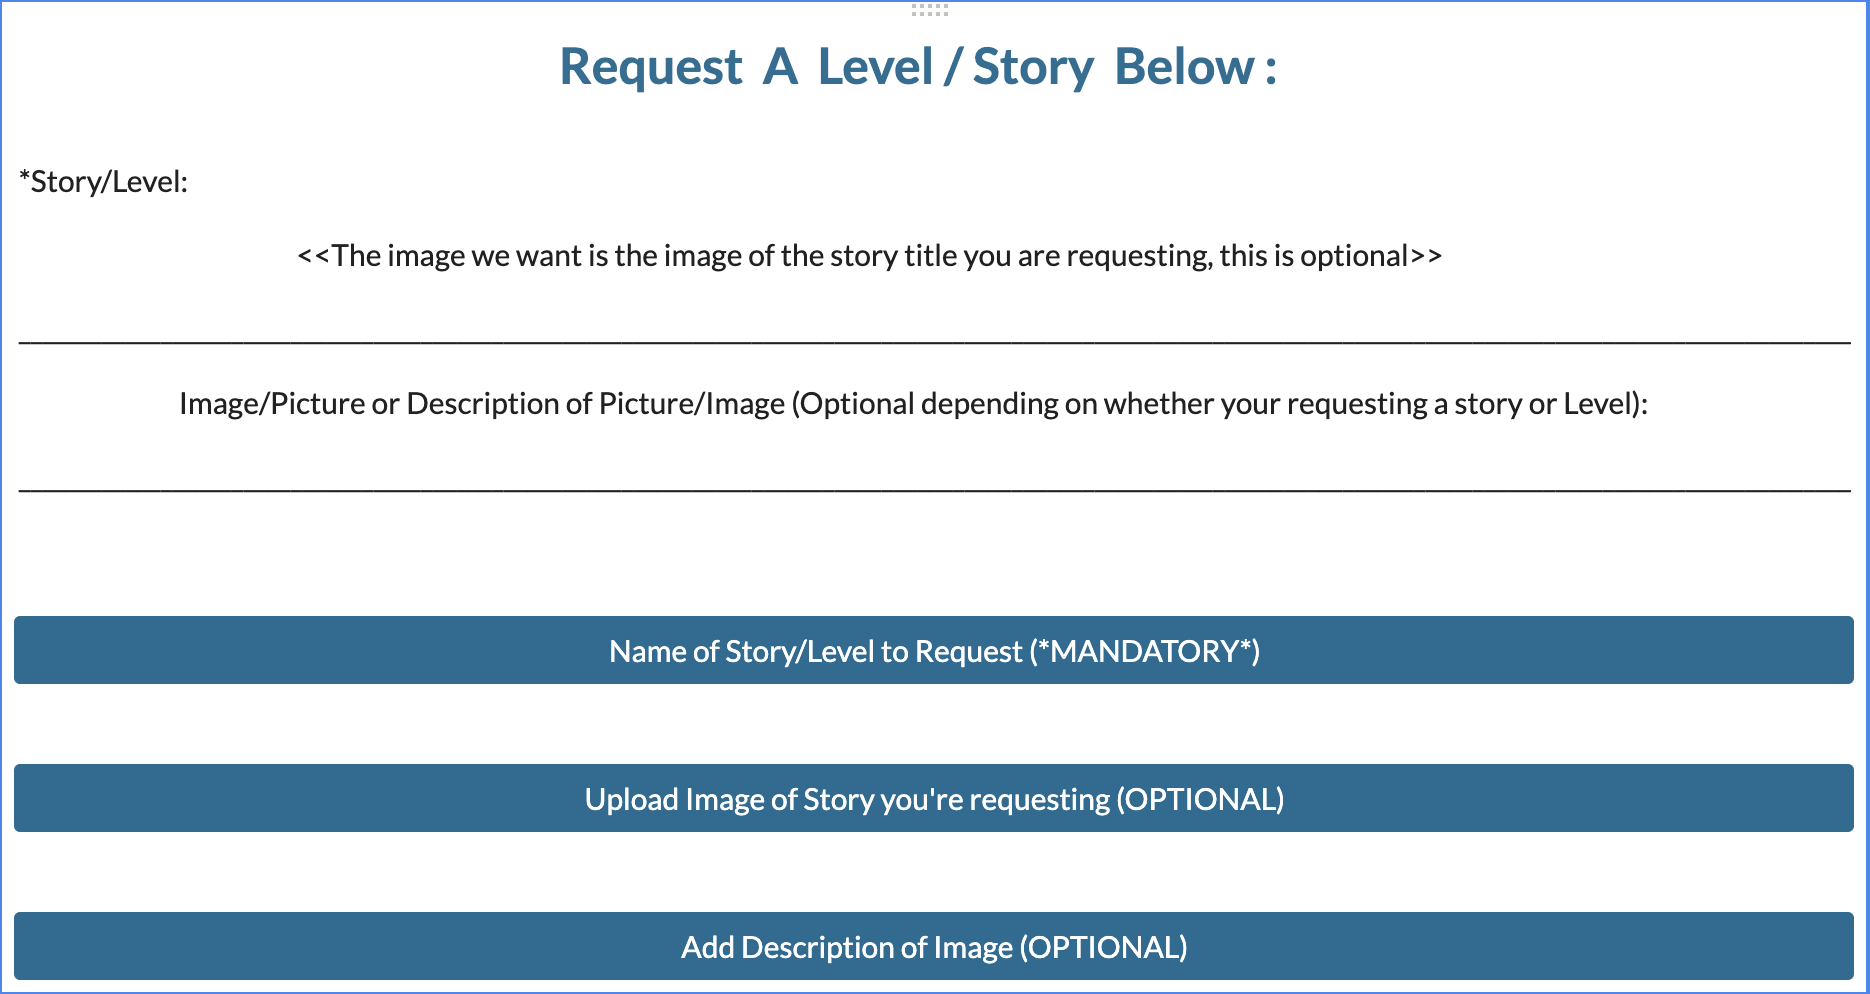 Request A Level / Story Below :
*Story/Level:
<<The image we want is the image of the story title you are requesting, this is optional>>
Image/Picture or Description of Picture/Image (Optional depending on whether your requesting a story or Level):
Name of Story/Level to Request (*MANDATORY*)
Upload Image of Story you're requesting (OPTIONAL)
Add Description of Image (OPTIONAL)